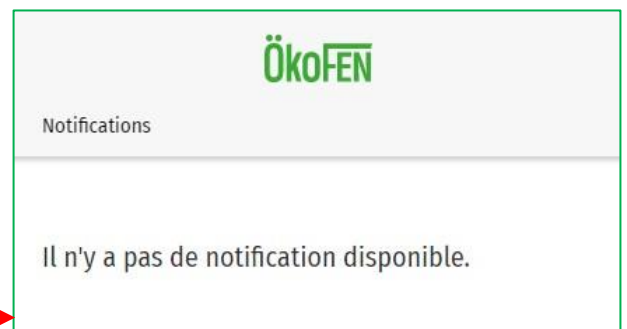 ÖkoFEN
Notifications
Il n'y a pas de notification disponible.